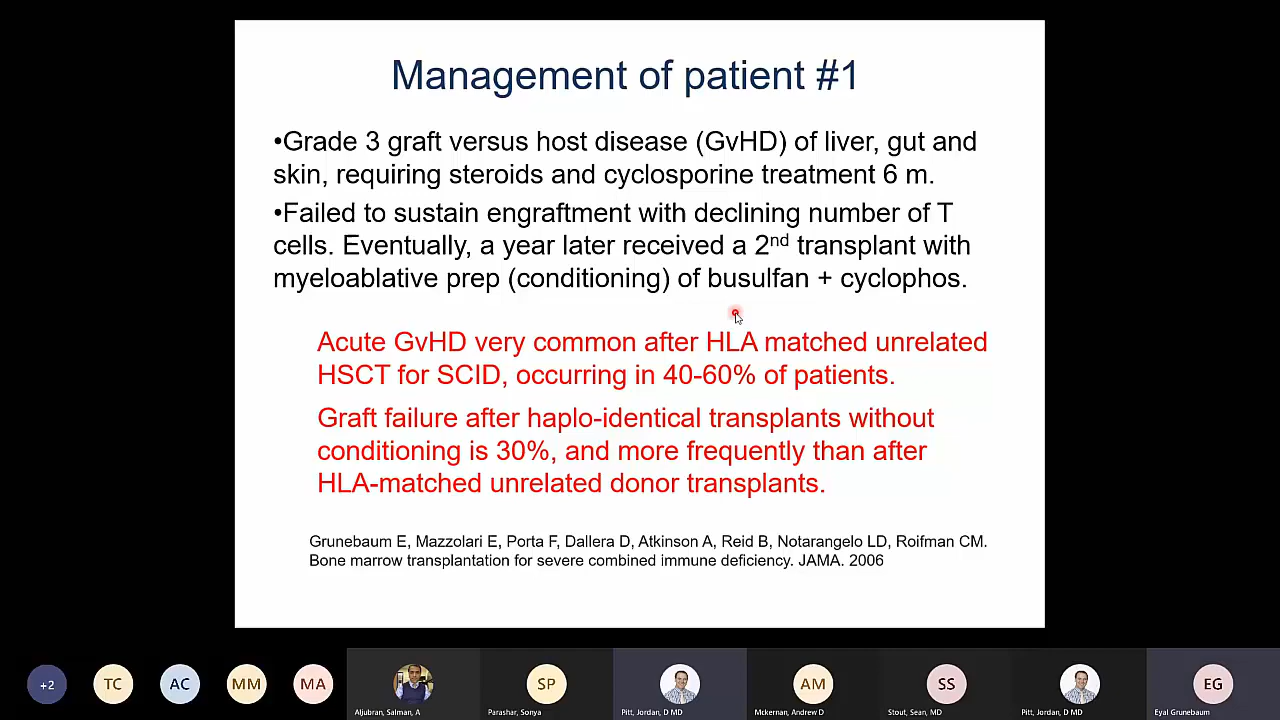 Management of patient #1
•Grade 3 graft versus host disease (GvHD) of liver, gut and
skin, requiring steroids and cyclosporine treatment 6 m.
•Failed to sustain engraftment with declining number of T
cells. Eventually, a year later received a 2nd transplant with
myeloablative prep (conditioning) of busulfan + cyclophos.
Acute GvHD very common after HLA matched unrelated
HSCT for SCID, occurring in 40-60% of patients.
Graft failure after haplo-identical transplants without
conditioning is 30%, and more frequently than after
HLA-matched unrelated donor transplants.
Grunebaum E, Mazzolari E, Porta F, Dallera D, Atkinson A, Reid B, Notarangelo LD, Roifman CM.
Bone marrow transplantation for severe combined immune deficiency. JAMA. 2006
+2 TC AC MM MA SP AM SS EG
Aljubran, Salman, A Parashar, Sonya Pitt, Jordan, D MD Mckernan, Andrew D Stout, Sean, MD Pitt, Jordan, D MD Eyal Grunebaum